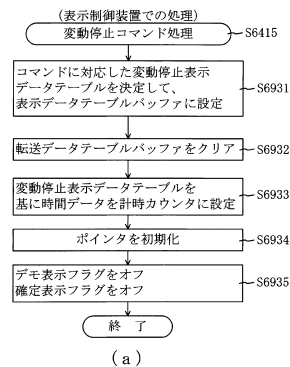 (表示制御装置での処理)
変動停止コマンド処理
S6415
コマンドに対応した変動停止表示
データテーブルを決定して、
表示データテーブルバッファに設定
S6931
転送データテーブルバッファをクリア
S6932
変動停止表示データテーブルを
基に時間データを計時カウンタに設定
S6933
ポインタを初期化
S6934
デモ表示フラグをオフ
確定表示フラグをオフ
S6935
終 了
(a)